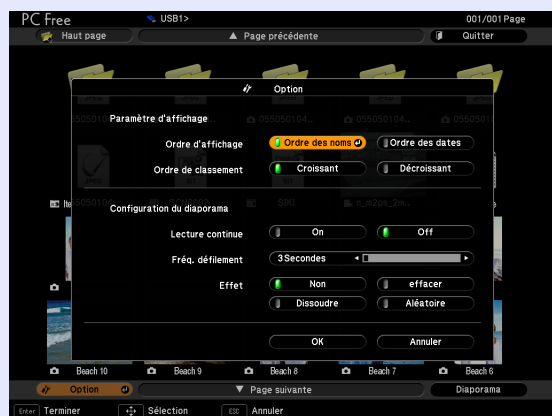 PC Free USB1> 001/001 Page
Haut page ▲ Page précédente Quitter
Option
Paramètre d'affichage
Ordre d'affichage Ordre des noms Ordre des dates
Ordre de classement Croissant Décroissant
Configuration du diaporama
Lecture continue On Off
Fréq. défilement 3Secondes
Effet Non effacer
Dissoudre Aléatoire
OK Annuler
Beach 10 Beach 9 Beach 8 Beach 7 Beach 6
Option ▼ Page suivante Diaporama
Enter Terminer Sélection ESC Annuler